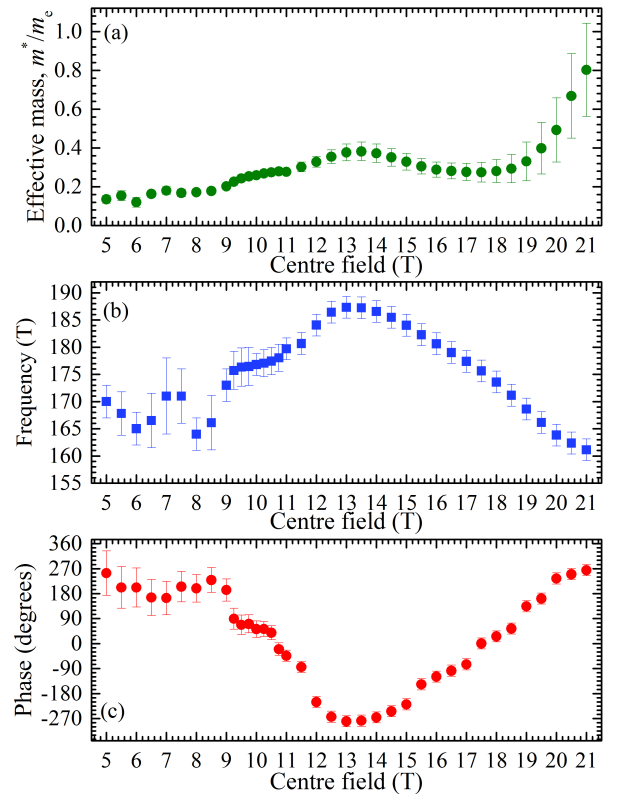 (a)
Effective mass, m*/mₑ
1.0
0.8
0.6
0.4
0.2
0.0
5 6 7 8 9 10 11 12 13 14 15 16 17 18 19 20 21
Centre field (T)
(b)
Frequency (T)
190
185
180
175
170
165
160
155
5 6 7 8 9 10 11 12 13 14 15 16 17 18 19 20 21
Centre field (T)
Phase (degrees)
360
270
180
90
0
-90
-180
-270
(c)
5 6 7 8 9 10 11 12 13 14 15 16 17 18 19 20 21
Centre field (T)